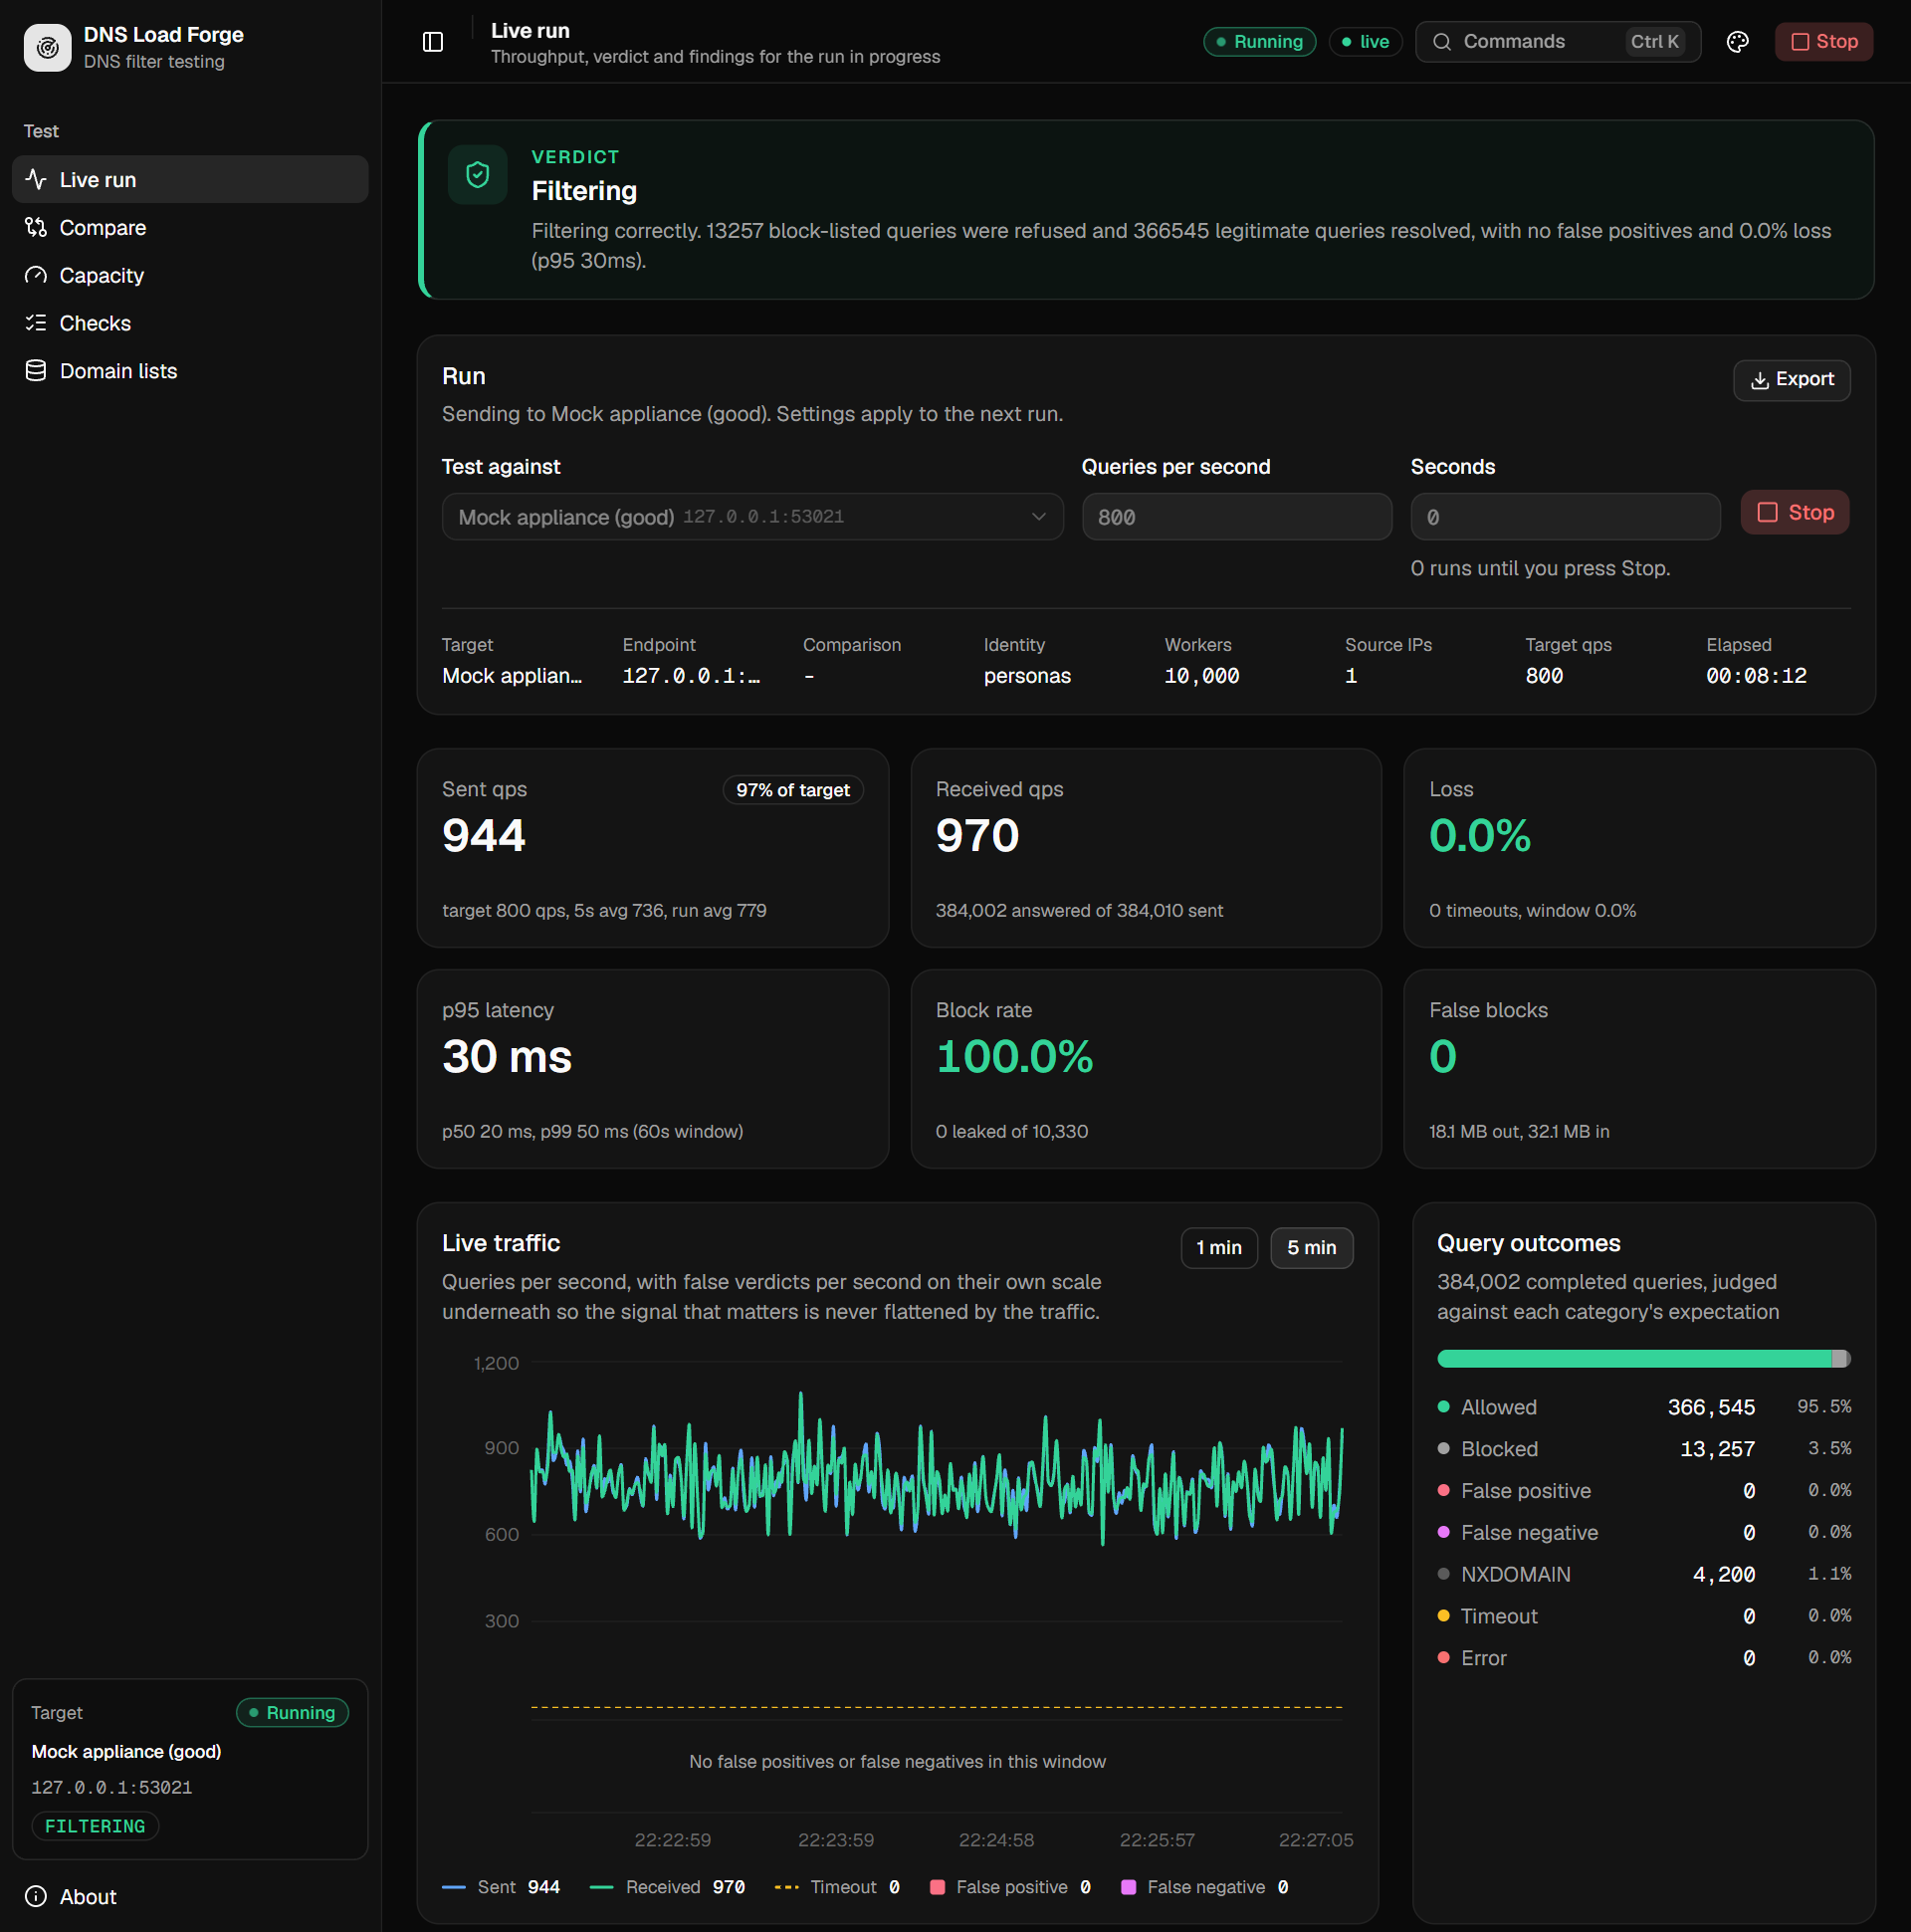 DNS Load Forge
DNS filter testing
Test
Live run
Compare
Capacity
Checks
Domain lists
Target
Running
Mock appliance (good)
127.0.0.1:53021
FILTERING
About
Live run
Throughput, verdict and findings for the run in progress
Running
live
Commands
Ctrl K
Stop
VERDICT
Filtering
Filtering correctly. 13257 block-listed queries were refused and 366545 legitimate queries resolved, with no false positives and 0.0% loss
(p95 30ms).
Run
Export
Sending to Mock appliance (good). Settings apply to the next run.
Test against
Queries per second
Seconds
Mock appliance (good) 127.0.0.1:53021
800
0
Stop
0 runs until you press Stop.
Target
Endpoint
Comparison
Identity
Workers
Source IPs
Target qps
Elapsed
Mock applian…
127.0.0.1:…
-
personas
10,000
1
800
00:08:12
Sent qps
97% of target
944
target 800 qps, 5s avg 736, run avg 779
Received qps
970
384,002 answered of 384,010 sent
Loss
0.0%
0 timeouts, window 0.0%
p95 latency
30 ms
p50 20 ms, p99 50 ms (60s window)
Block rate
100.0%
0 leaked of 10,330
False blocks
0
18.1 MB out, 32.1 MB in
Live traffic
1 min
5 min
Queries per second, with false verdicts per second on their own scale
underneath so the signal that matters is never flattened by the traffic.
1,200
900
600
300
No false positives or false negatives in this window
22:22:59
22:23:59
22:24:58
22:25:57
22:27:05
Sent 944
Received 970
Timeout 0
False positive 0
False negative 0
Query outcomes
384,002 completed queries, judged
against each category's expectation
Allowed 366,545 95.5%
Blocked 13,257 3.5%
False positive 0 0.0%
False negative 0 0.0%
NXDOMAIN 4,200 1.1%
Timeout 0 0.0%
Error 0 0.0%